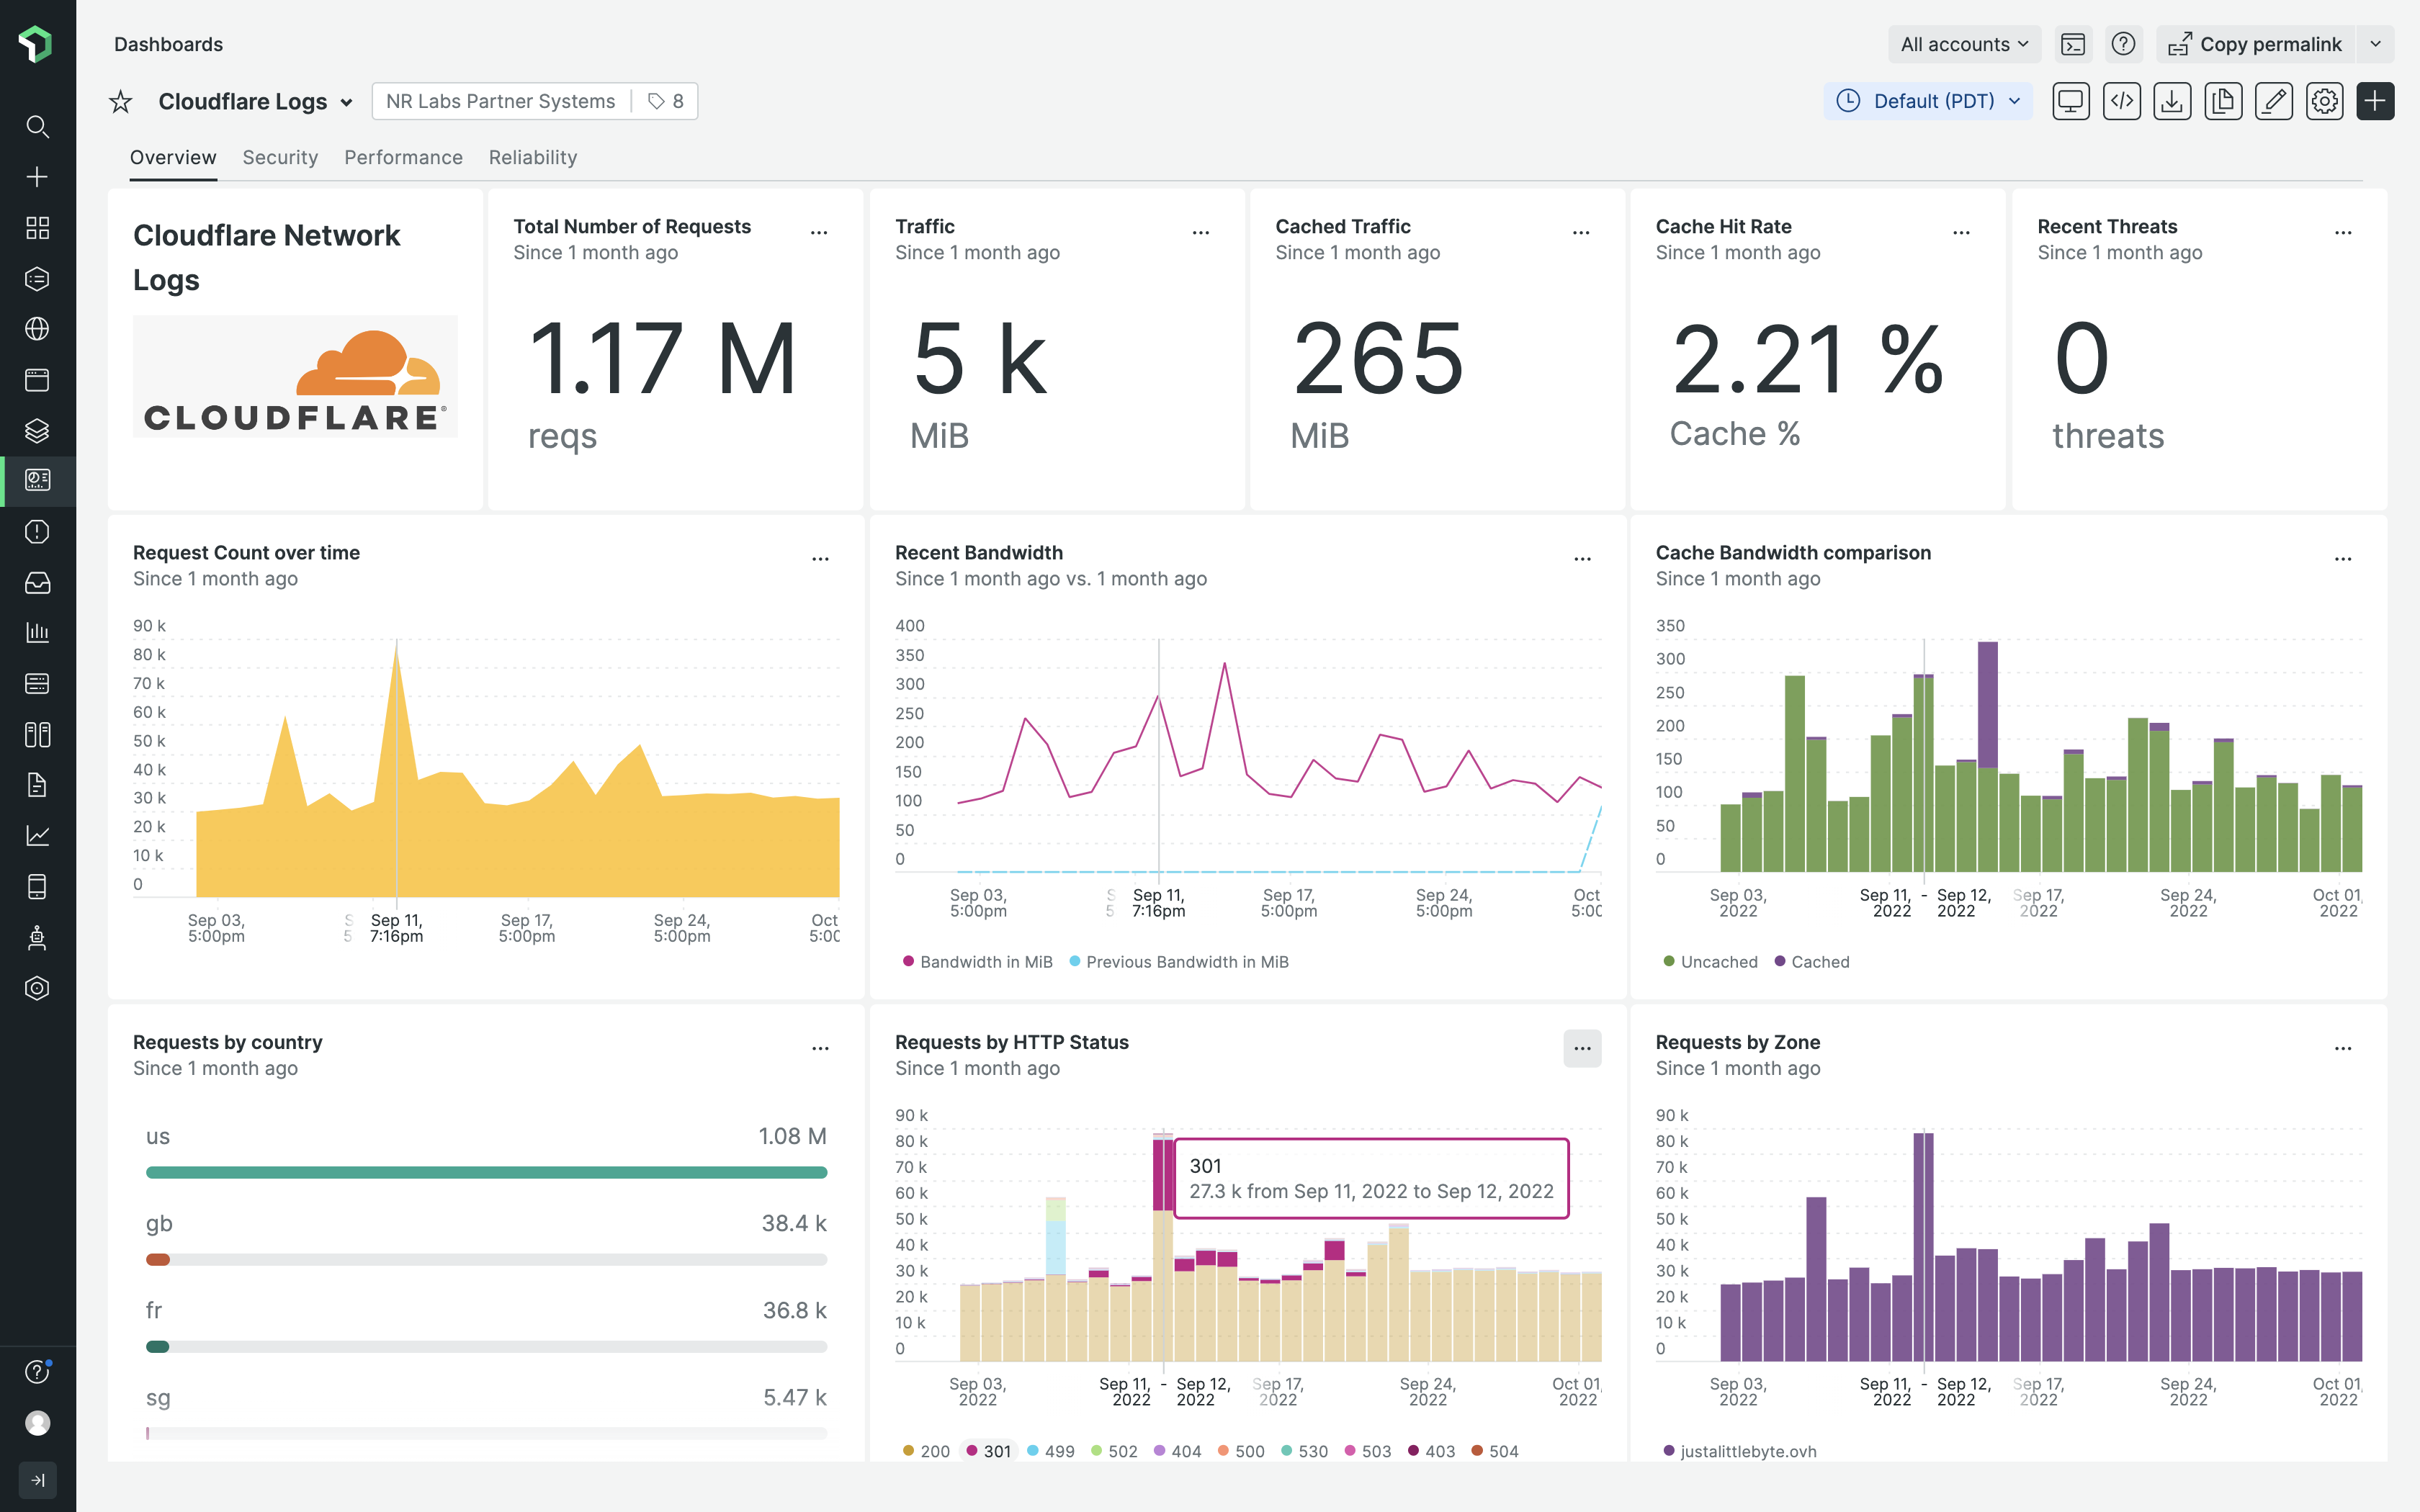 Dashboards
All accounts
Copy permalink
Cloudflare Logs
NR Labs Partner Systems
8
Default (PDT)
Overview
Security
Performance
Reliability
Cloudflare Network
Logs
CLOUDFLARE®
Total Number of Requests
Since 1 month ago
1.17 M
reqs
Traffic
Since 1 month ago
5 k
MiB
Cached Traffic
Since 1 month ago
265
MiB
Cache Hit Rate
Since 1 month ago
2.21 %
Cache %
Recent Threats
Since 1 month ago
0
threats
Request Count over time
Since 1 month ago
90 k
80 k
70 k
60 k
50 k
40 k
30 k
20 k
10 k
0
Sep 03,
5:00pm
S
5
Sep 11,
7:16pm
Sep 17,
5:00pm
Sep 24,
5:00pm
Oct
5:00
Recent Bandwidth
Since 1 month ago vs. 1 month ago
400
350
300
250
200
150
100
50
0
Sep 03,
5:00pm
S
5
Sep 11,
7:16pm
Sep 17,
5:00pm
Sep 24,
5:00pm
Oct
5:00
Bandwidth in MiB
Previous Bandwidth in MiB
Cache Bandwidth comparison
Since 1 month ago
350
300
250
200
150
100
50
0
Sep 03,
2022
Sep 11, - Sep 12,
2022 2022
Sep 17,
2022
Sep 24,
2022
Oct 01,
2022
Uncached
Cached
Requests by country
Since 1 month ago
us 1.08 M
gb 38.4 k
fr 36.8 k
sg 5.47 k
Requests by HTTP Status
Since 1 month ago
90 k
80 k
70 k
60 k
50 k
40 k
30 k
20 k
10 k
0
301
27.3 k from Sep 11, 2022 to Sep 12, 2022
Sep 03,
2022
Sep 11, - Sep 12,
2022 2022
Sep 17,
2022
Sep 24,
2022
Oct 01,
2022
200 301 499 502 404 500 530 503 403 504
Requests by Zone
Since 1 month ago
90 k
80 k
70 k
60 k
50 k
40 k
30 k
20 k
10 k
0
Sep 03,
2022
Sep 11, - Sep 12,
2022 2022
Sep 17,
2022
Sep 24,
2022
Oct 01,
2022
justalittlebyte.ovh